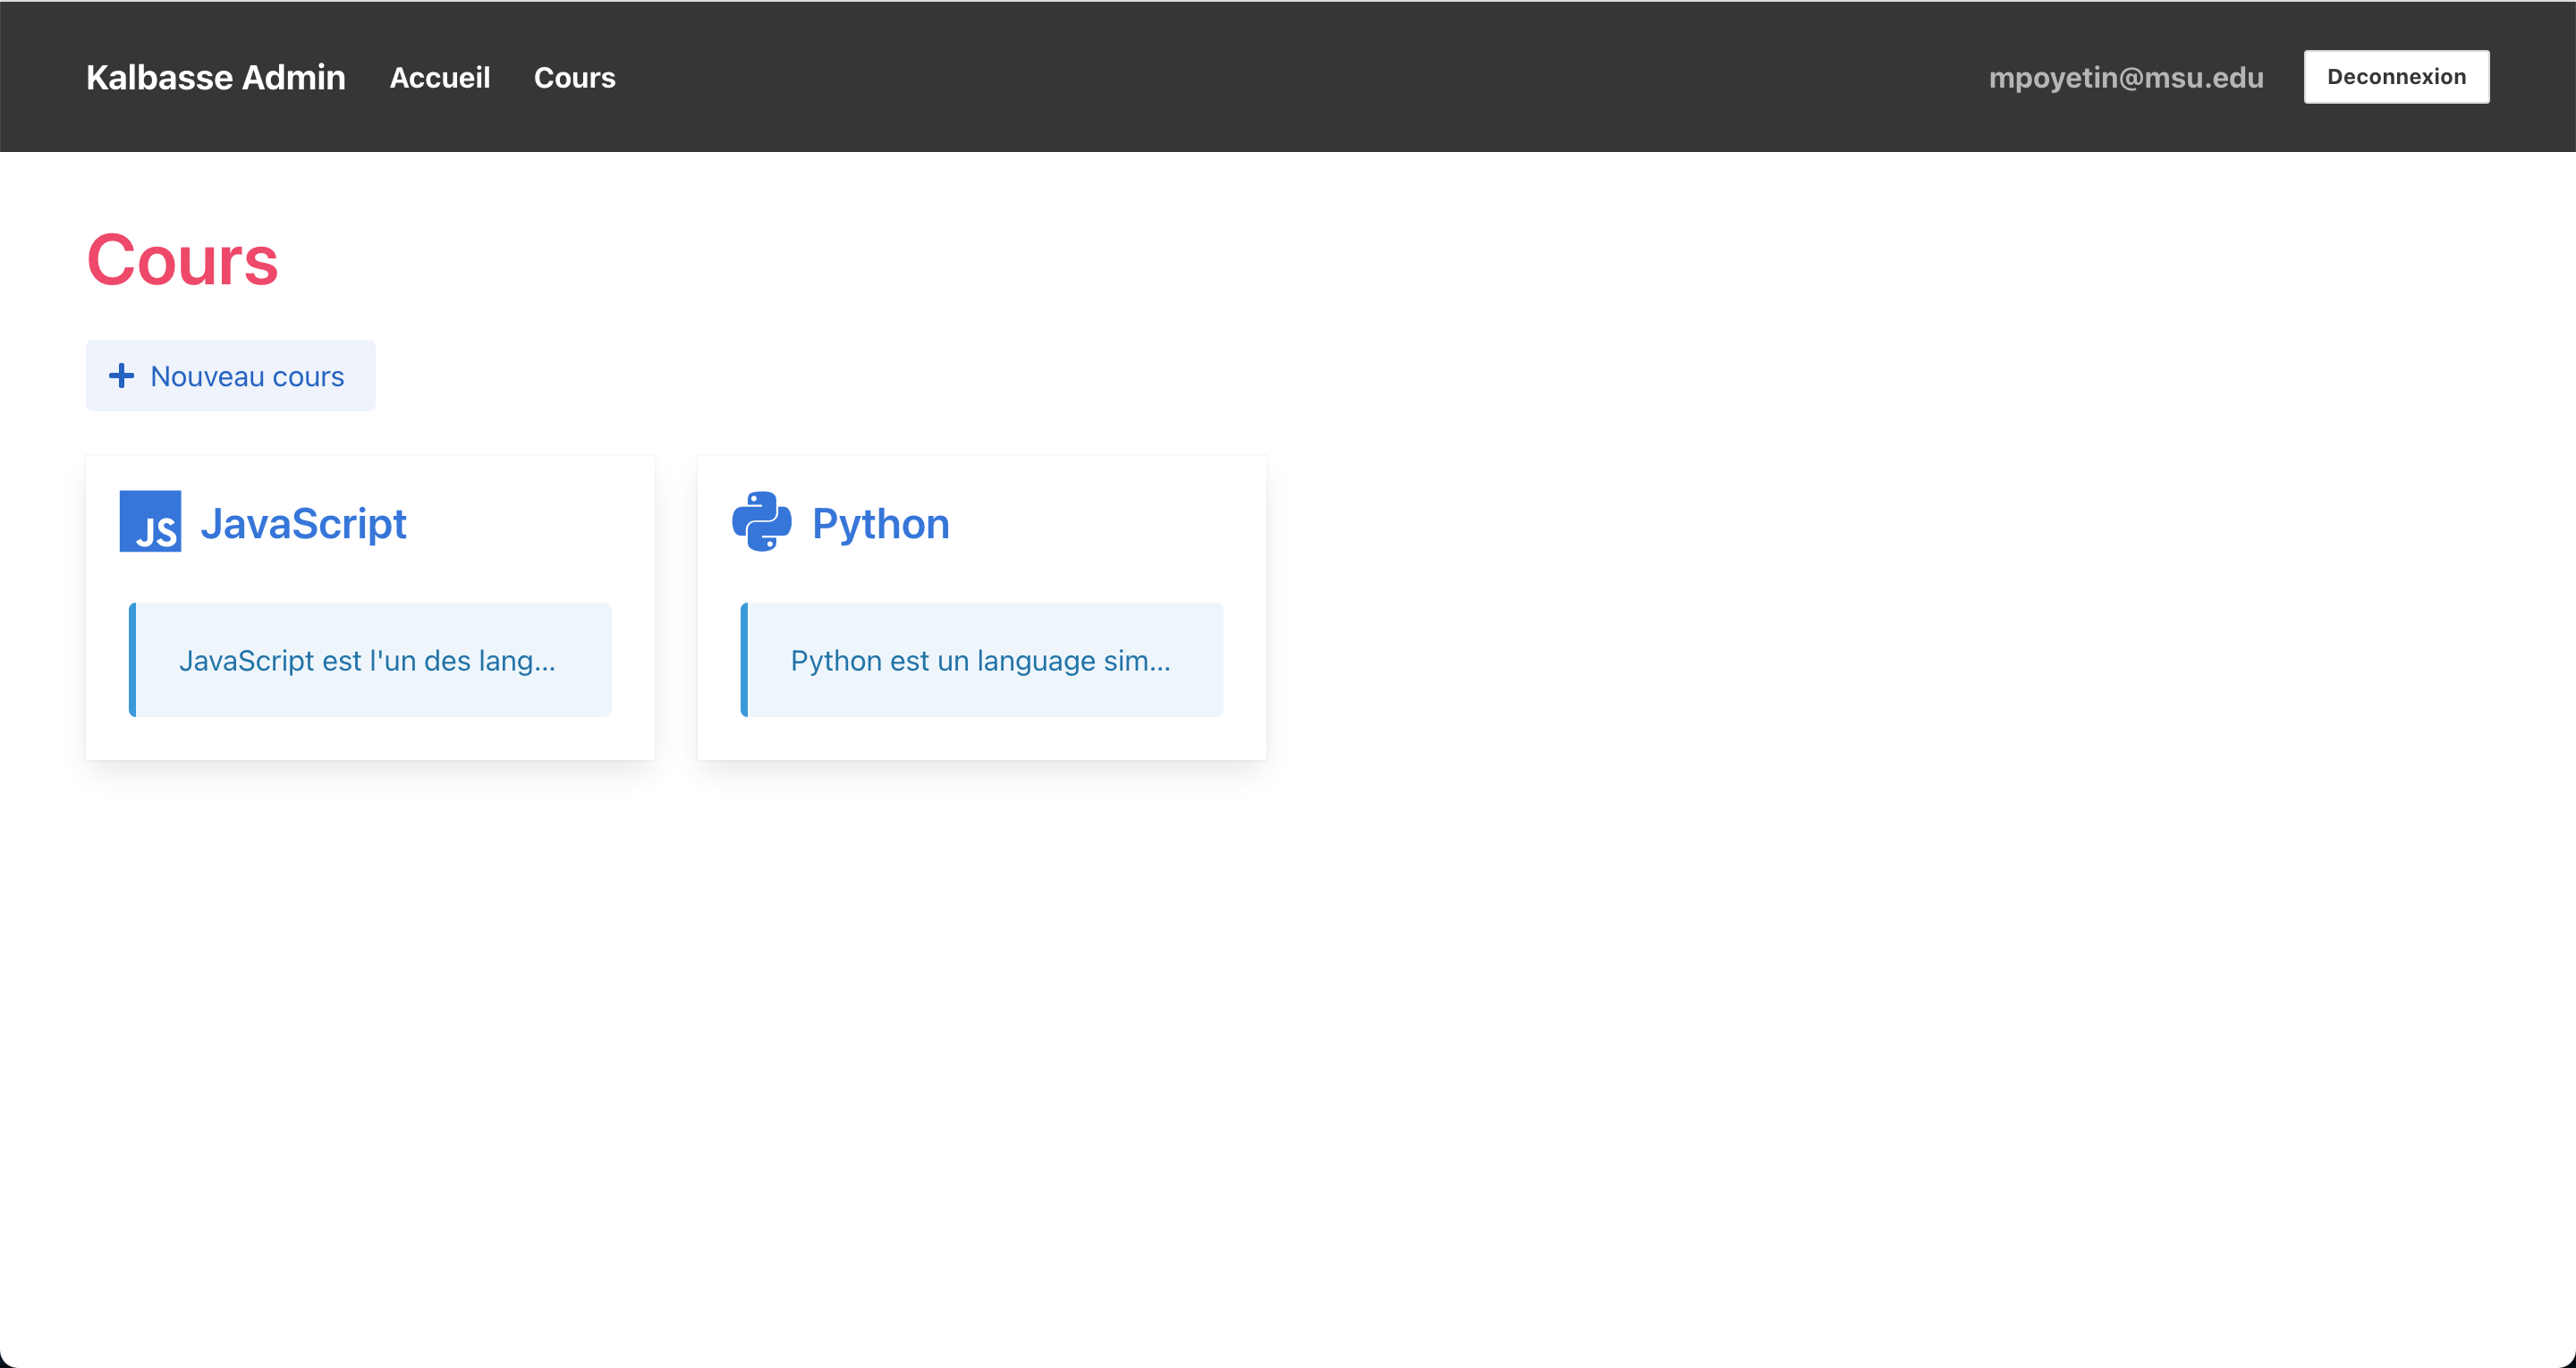 Kalbasse Admin Accueil Cours mpoyetin@msu.edu Deconnexion
Cours
Nouveau cours
JS JavaScript
JavaScript est l'un des lang...
Python
Python est un language sim...